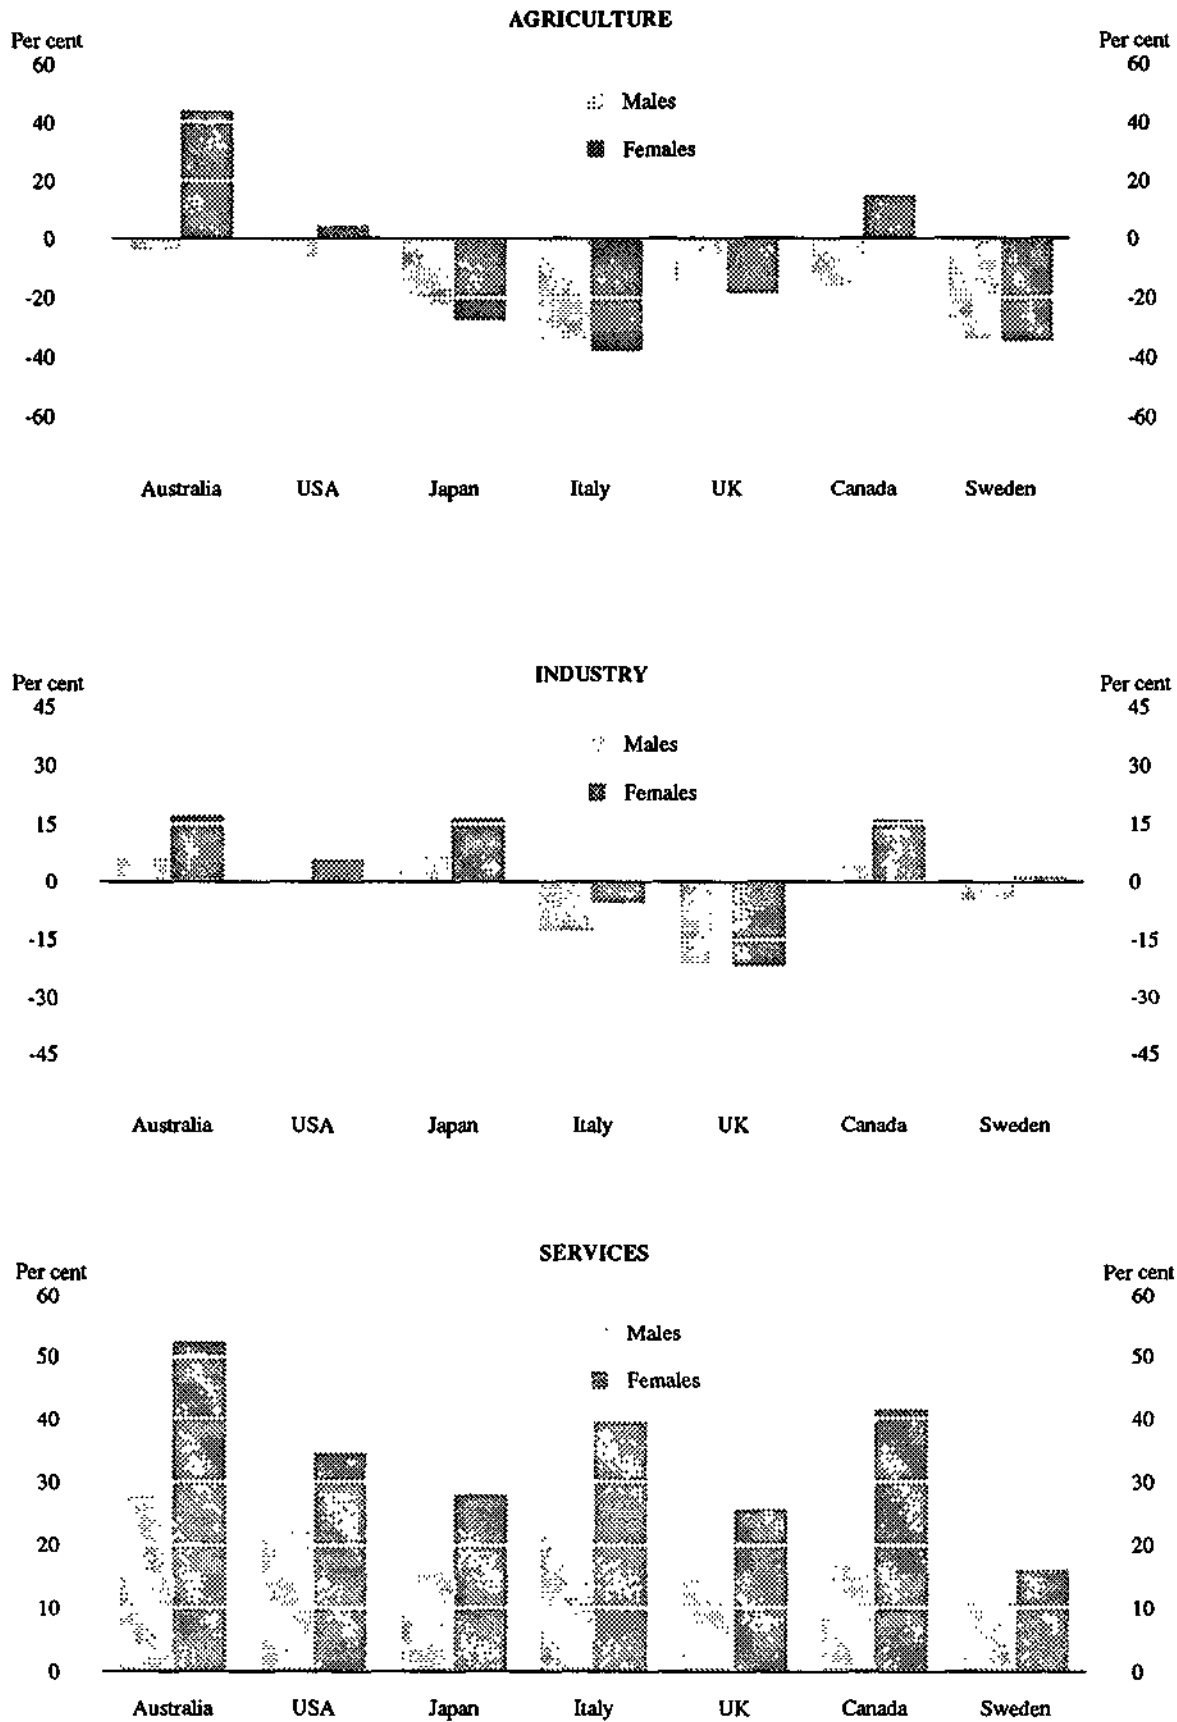 AGRICULTURE
Per cent Per cent
60 60
Males
40 40
Females
20 20
0 0
-20 -20
-40 -40
-60 -60
Australia USA Japan Italy UK Canada Sweden
INDUSTRY
Per cent Per cent
45 45
Males
30 30
Females
15 15
0 0
-15 -15
-30 -30
-45 -45
Australia USA Japan Italy UK Canada Sweden
SERVICES
Per cent Per cent
60 60
Males
50 50
Females
40 40
30 30
20 20
10 10
0 0
Australia USA Japan Italy UK Canada Sweden